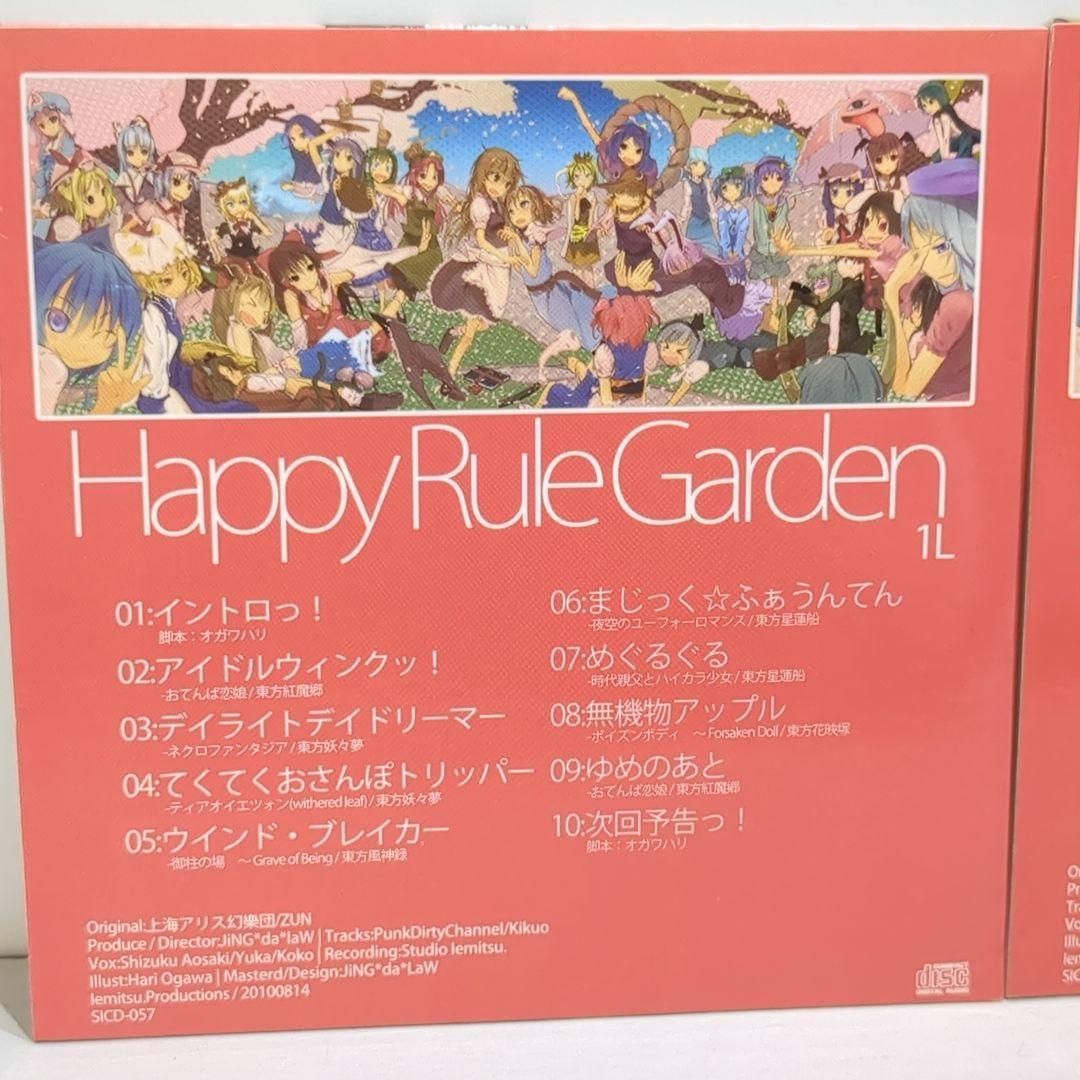 Happy Rule Garden
1L
01:イントロっ！
脚本：オガワハリ
02:アイドルウィンクッ！
-おてんば恋娘 / 東方紅魔郷
03:デイライトデイドリーマー
-ネクロファンタジア / 東方妖々夢
04:てくてくおさんぽトリッパー
-ティアオイエツォン(withered leaf) / 東方妖々夢
05:ウインド・ブレイカー
-御柱の墓場　～ Grave of Being / 東方風神録
06:まじっく☆ふぁうんてん
-夜空のユーフォーロマンス / 東方星蓮船
07:めぐるぐる
-時代親父とハイカラ少女 / 東方星蓮船
08:無機物アップル
-ポイズンボディ　～ Forsaken Doll / 東方花映塚
09:ゆめのあと
-おてんば恋娘 / 東方紅魔郷
10:次回予告っ！
脚本：オガワハリ
Original:上海アリス幻樂団/ZUN
Produce / Director:JiNG*da*laW | Tracks:PunkDirtyChannel/Kikuo
Vox:Shizuku Aosaki/Yuka/Koko | Recording:Studio Iemitsu.
Illust:Hari Ogawa | Masterd/Design:JiNG*da*LaW
Iemitsu.Productions / 20100814
SICD-057
COMPACT
disc
DIGITAL AUDIO